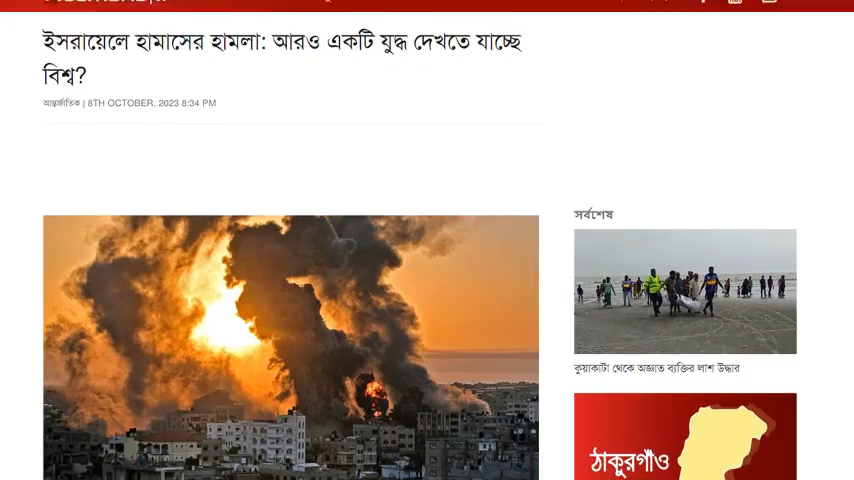 ইসরায়েলে হামাসের হামলা: আরও একটি যুদ্ধ দেখতে যাচ্ছে
বিশ্ব?
আন্তর্জাতিক | 8TH OCTOBER, 2023 8:34 PM
সর্বশেষ
কুয়াকাটা থেকে অজ্ঞাত ব্যক্তির লাশ উদ্ধার
ঠাকুরগাঁও